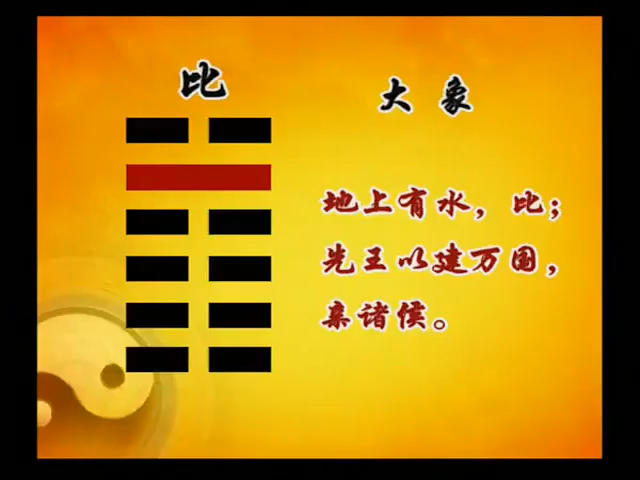 比
大象
地上有水，比；
先王以建万国，
亲诸侯。